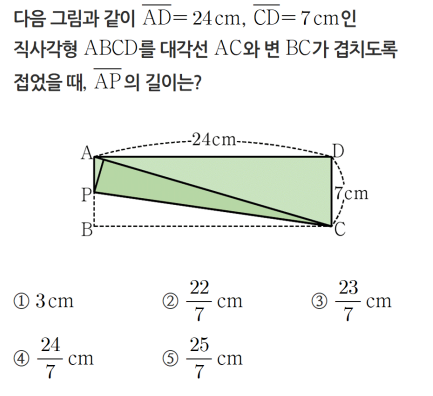 다음 그림과 같이 AD=24cm, CD=7cm인
직사각형 ABCD를 대각선 AC와 변 BC가 겹치도록
접었을 때, AP의 길이는?
24cm
A D
P 7cm
B C
① 3cm ② 22/7 cm ③ 23/7 cm
④ 24/7 cm ⑤ 25/7 cm